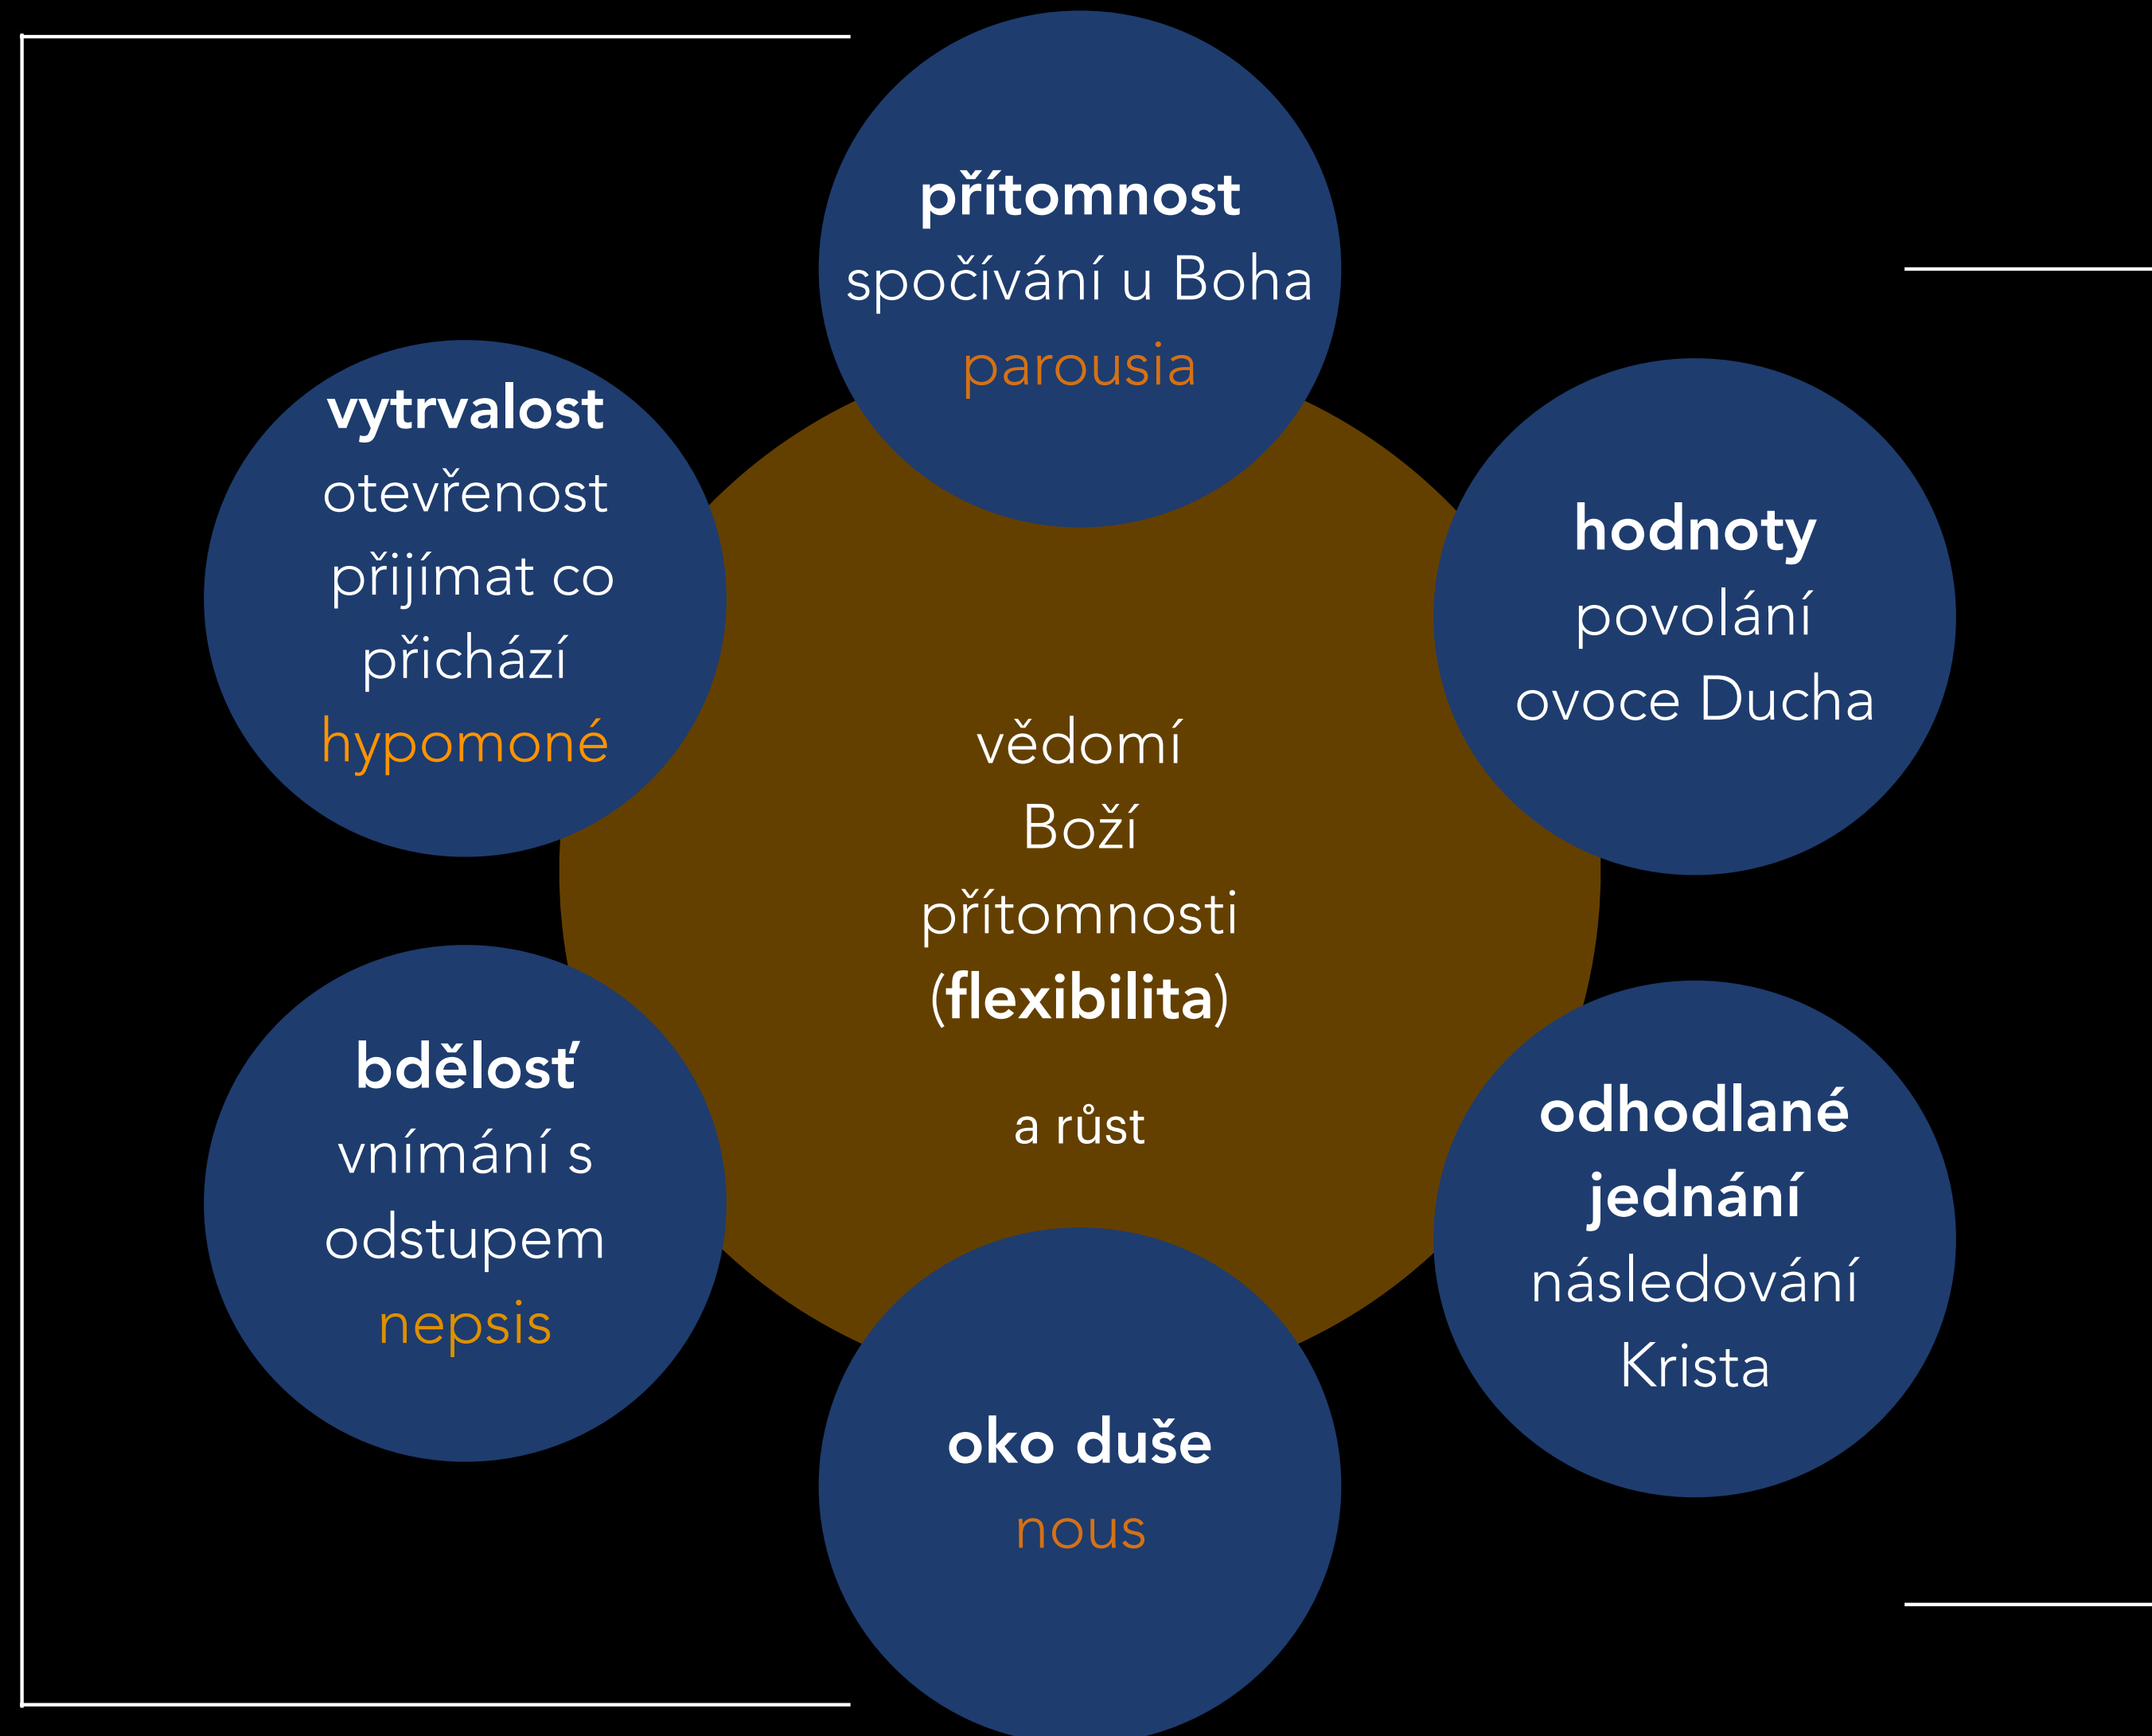 přítomnost
spočívání u Boha
parousia
vytrvalost
otevřenost
přijímat co
přichází
hypomoné
hodnoty
povolání
ovoce Ducha
vědomí
Boží
přítomnosti
(flexibilita)
a růst
bdělosť
vnímání s
odstupem
nepsis
odhodlané
jednání
následování
Krista
oko duše
nous